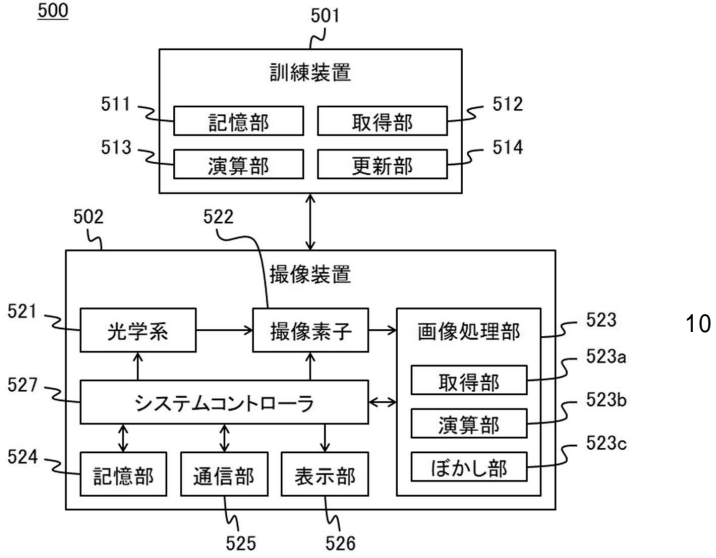 500
501
訓練装置
511
記憶部
取得部
512
513
演算部
更新部
514
502
522
撮像装置
521
光学系
撮像素子
画像処理部
523
10
取得部
523a
527
システムコントローラ
演算部
523b
ぼかし部
523c
524
記憶部
通信部
表示部
525
526